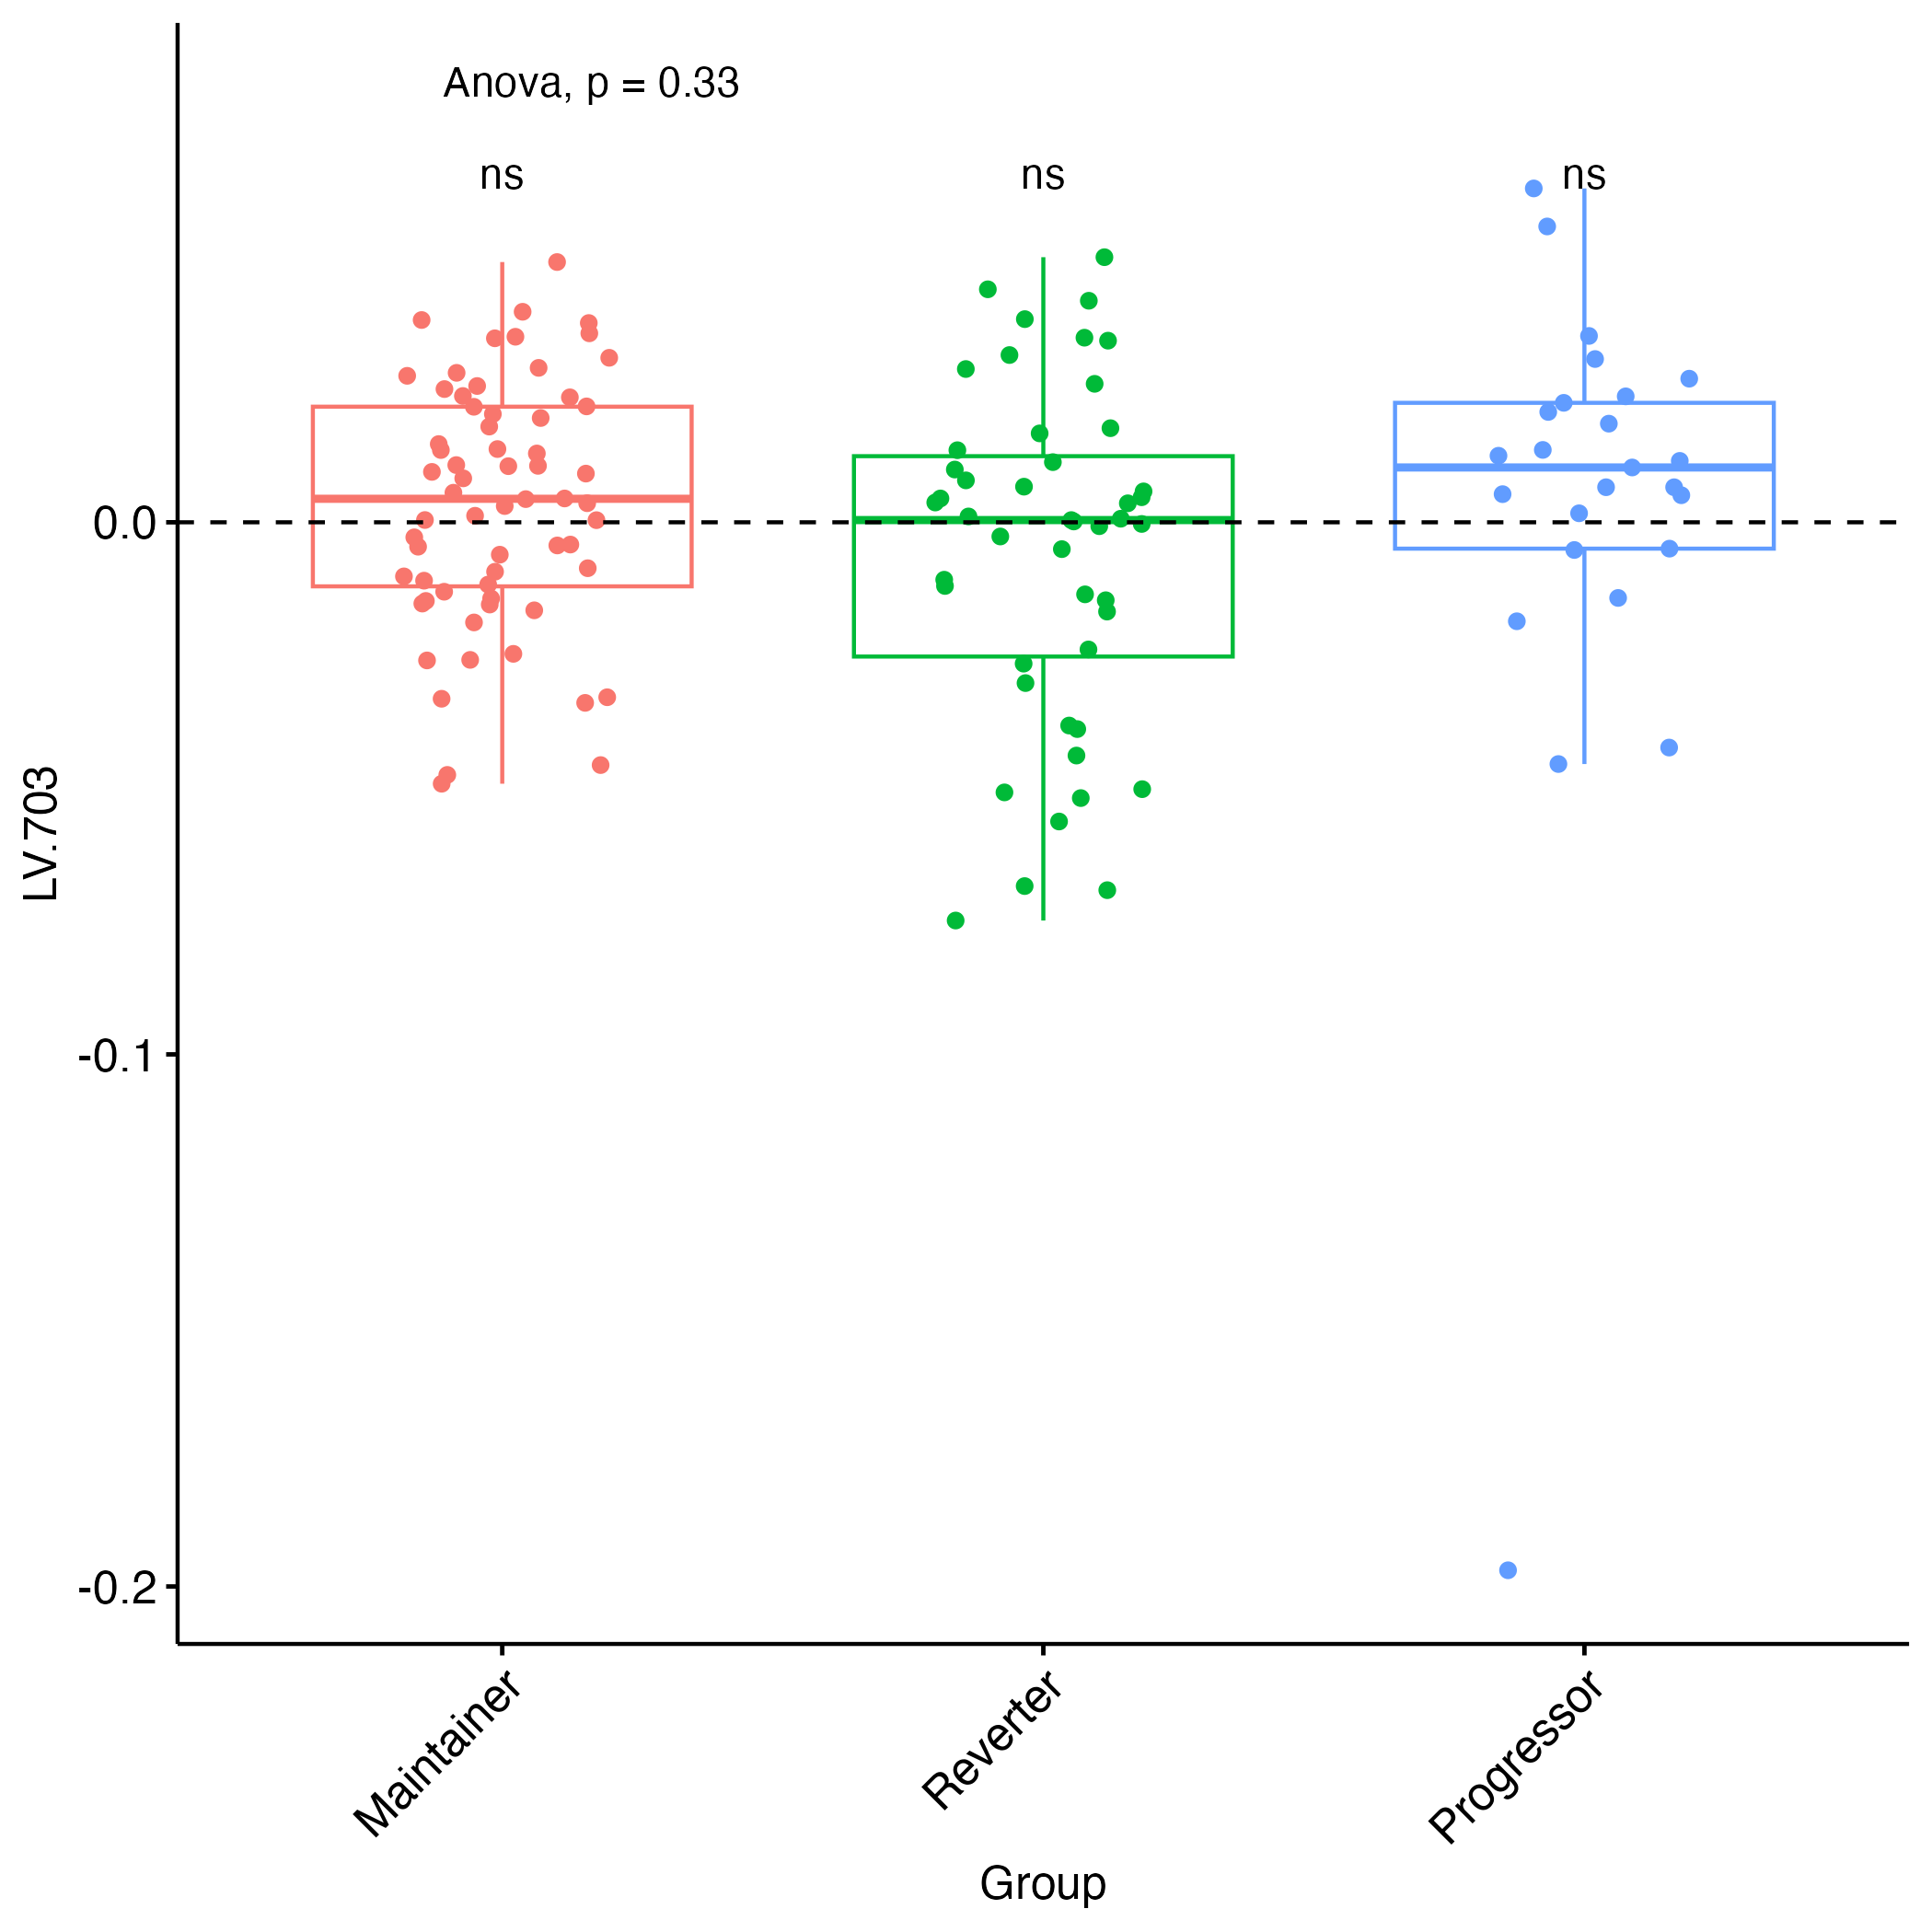 Anova, p = 0.33
ns ns ns
0.0
-0.1
-0.2
LV.703
Maintainer Reverter Progressor
Group